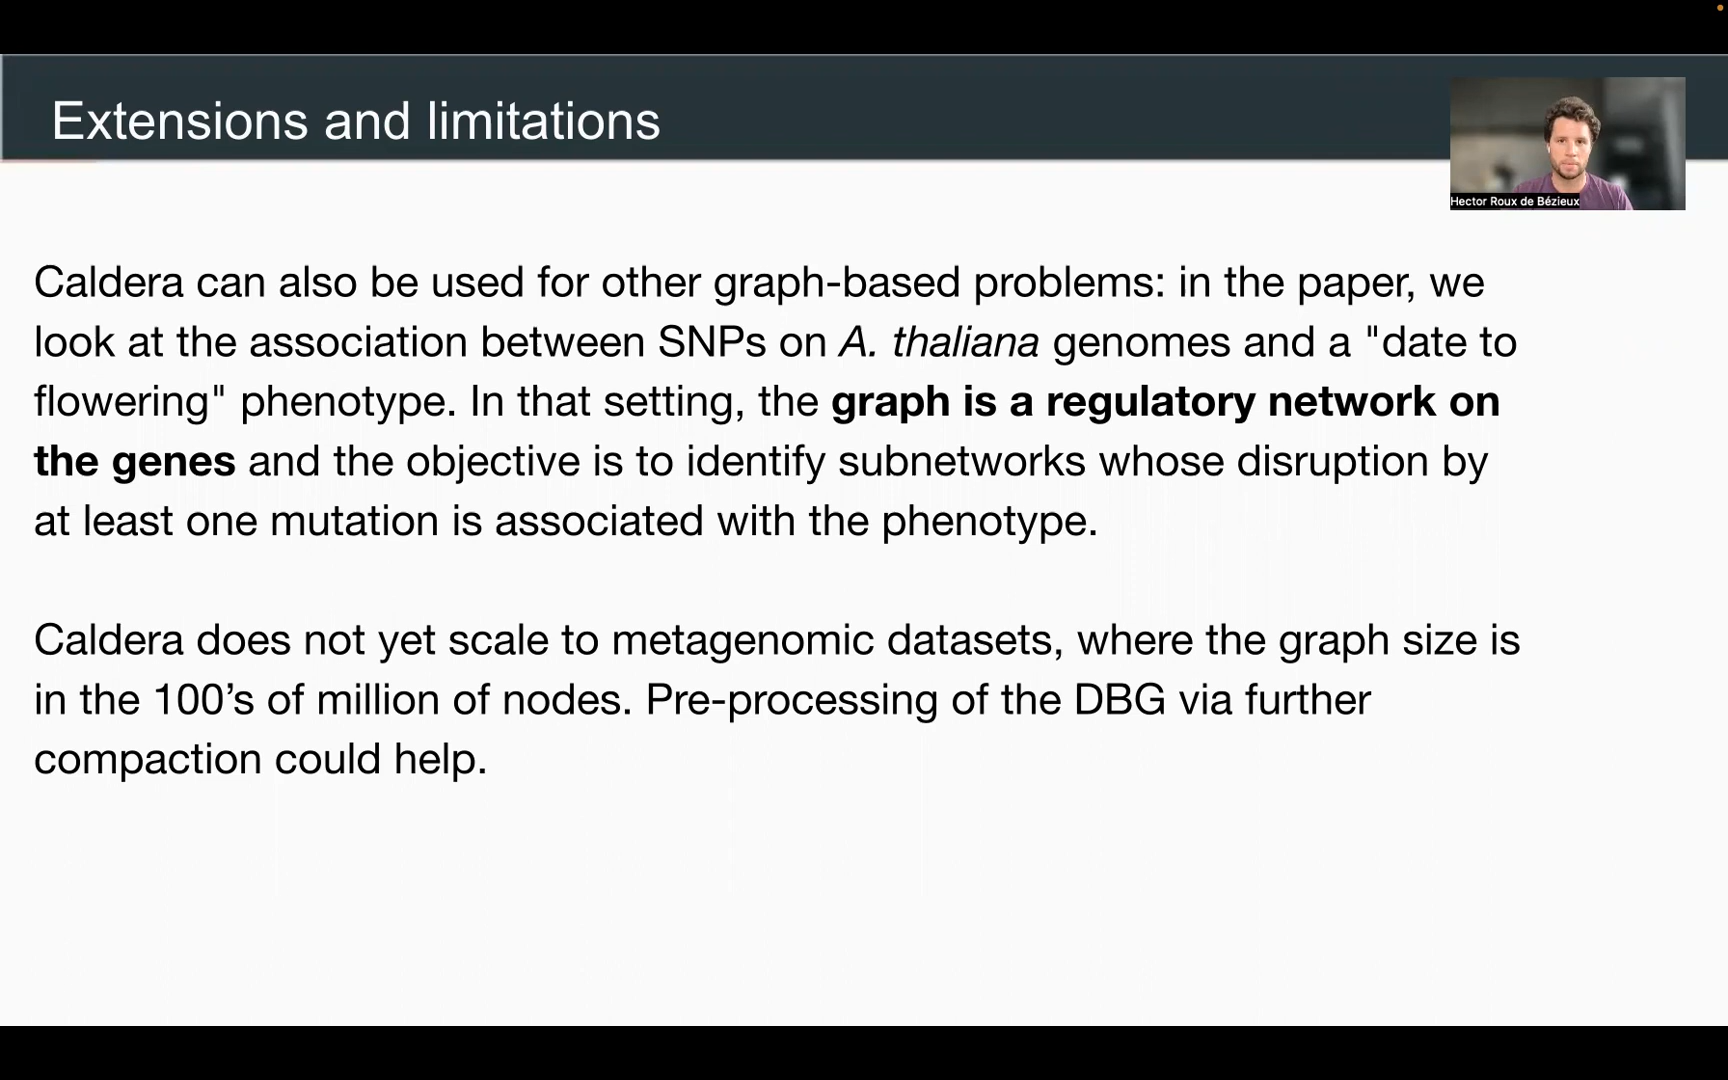 Extensions and limitations
Hector Roux de Bézieux
Caldera can also be used for other graph-based problems: in the paper, we
look at the association between SNPs on A. thaliana genomes and a "date to
flowering" phenotype. In that setting, the graph is a regulatory network on
the genes and the objective is to identify subnetworks whose disruption by
at least one mutation is associated with the phenotype.
Caldera does not yet scale to metagenomic datasets, where the graph size is
in the 100’s of million of nodes. Pre-processing of the DBG via further
compaction could help.